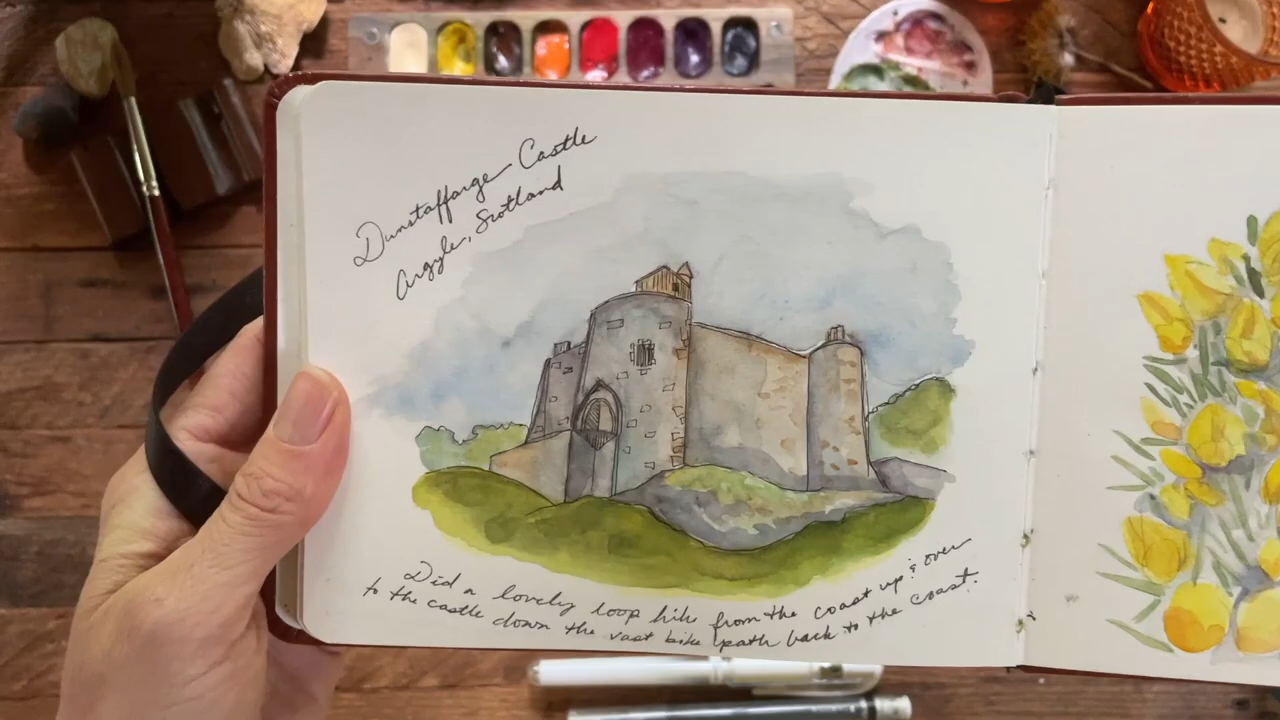 Dunstaffarge Castle
Argyle, Scotland
Did a lovely loop hike from the coast up & over
to the castle down the vast bike path back to the coast.